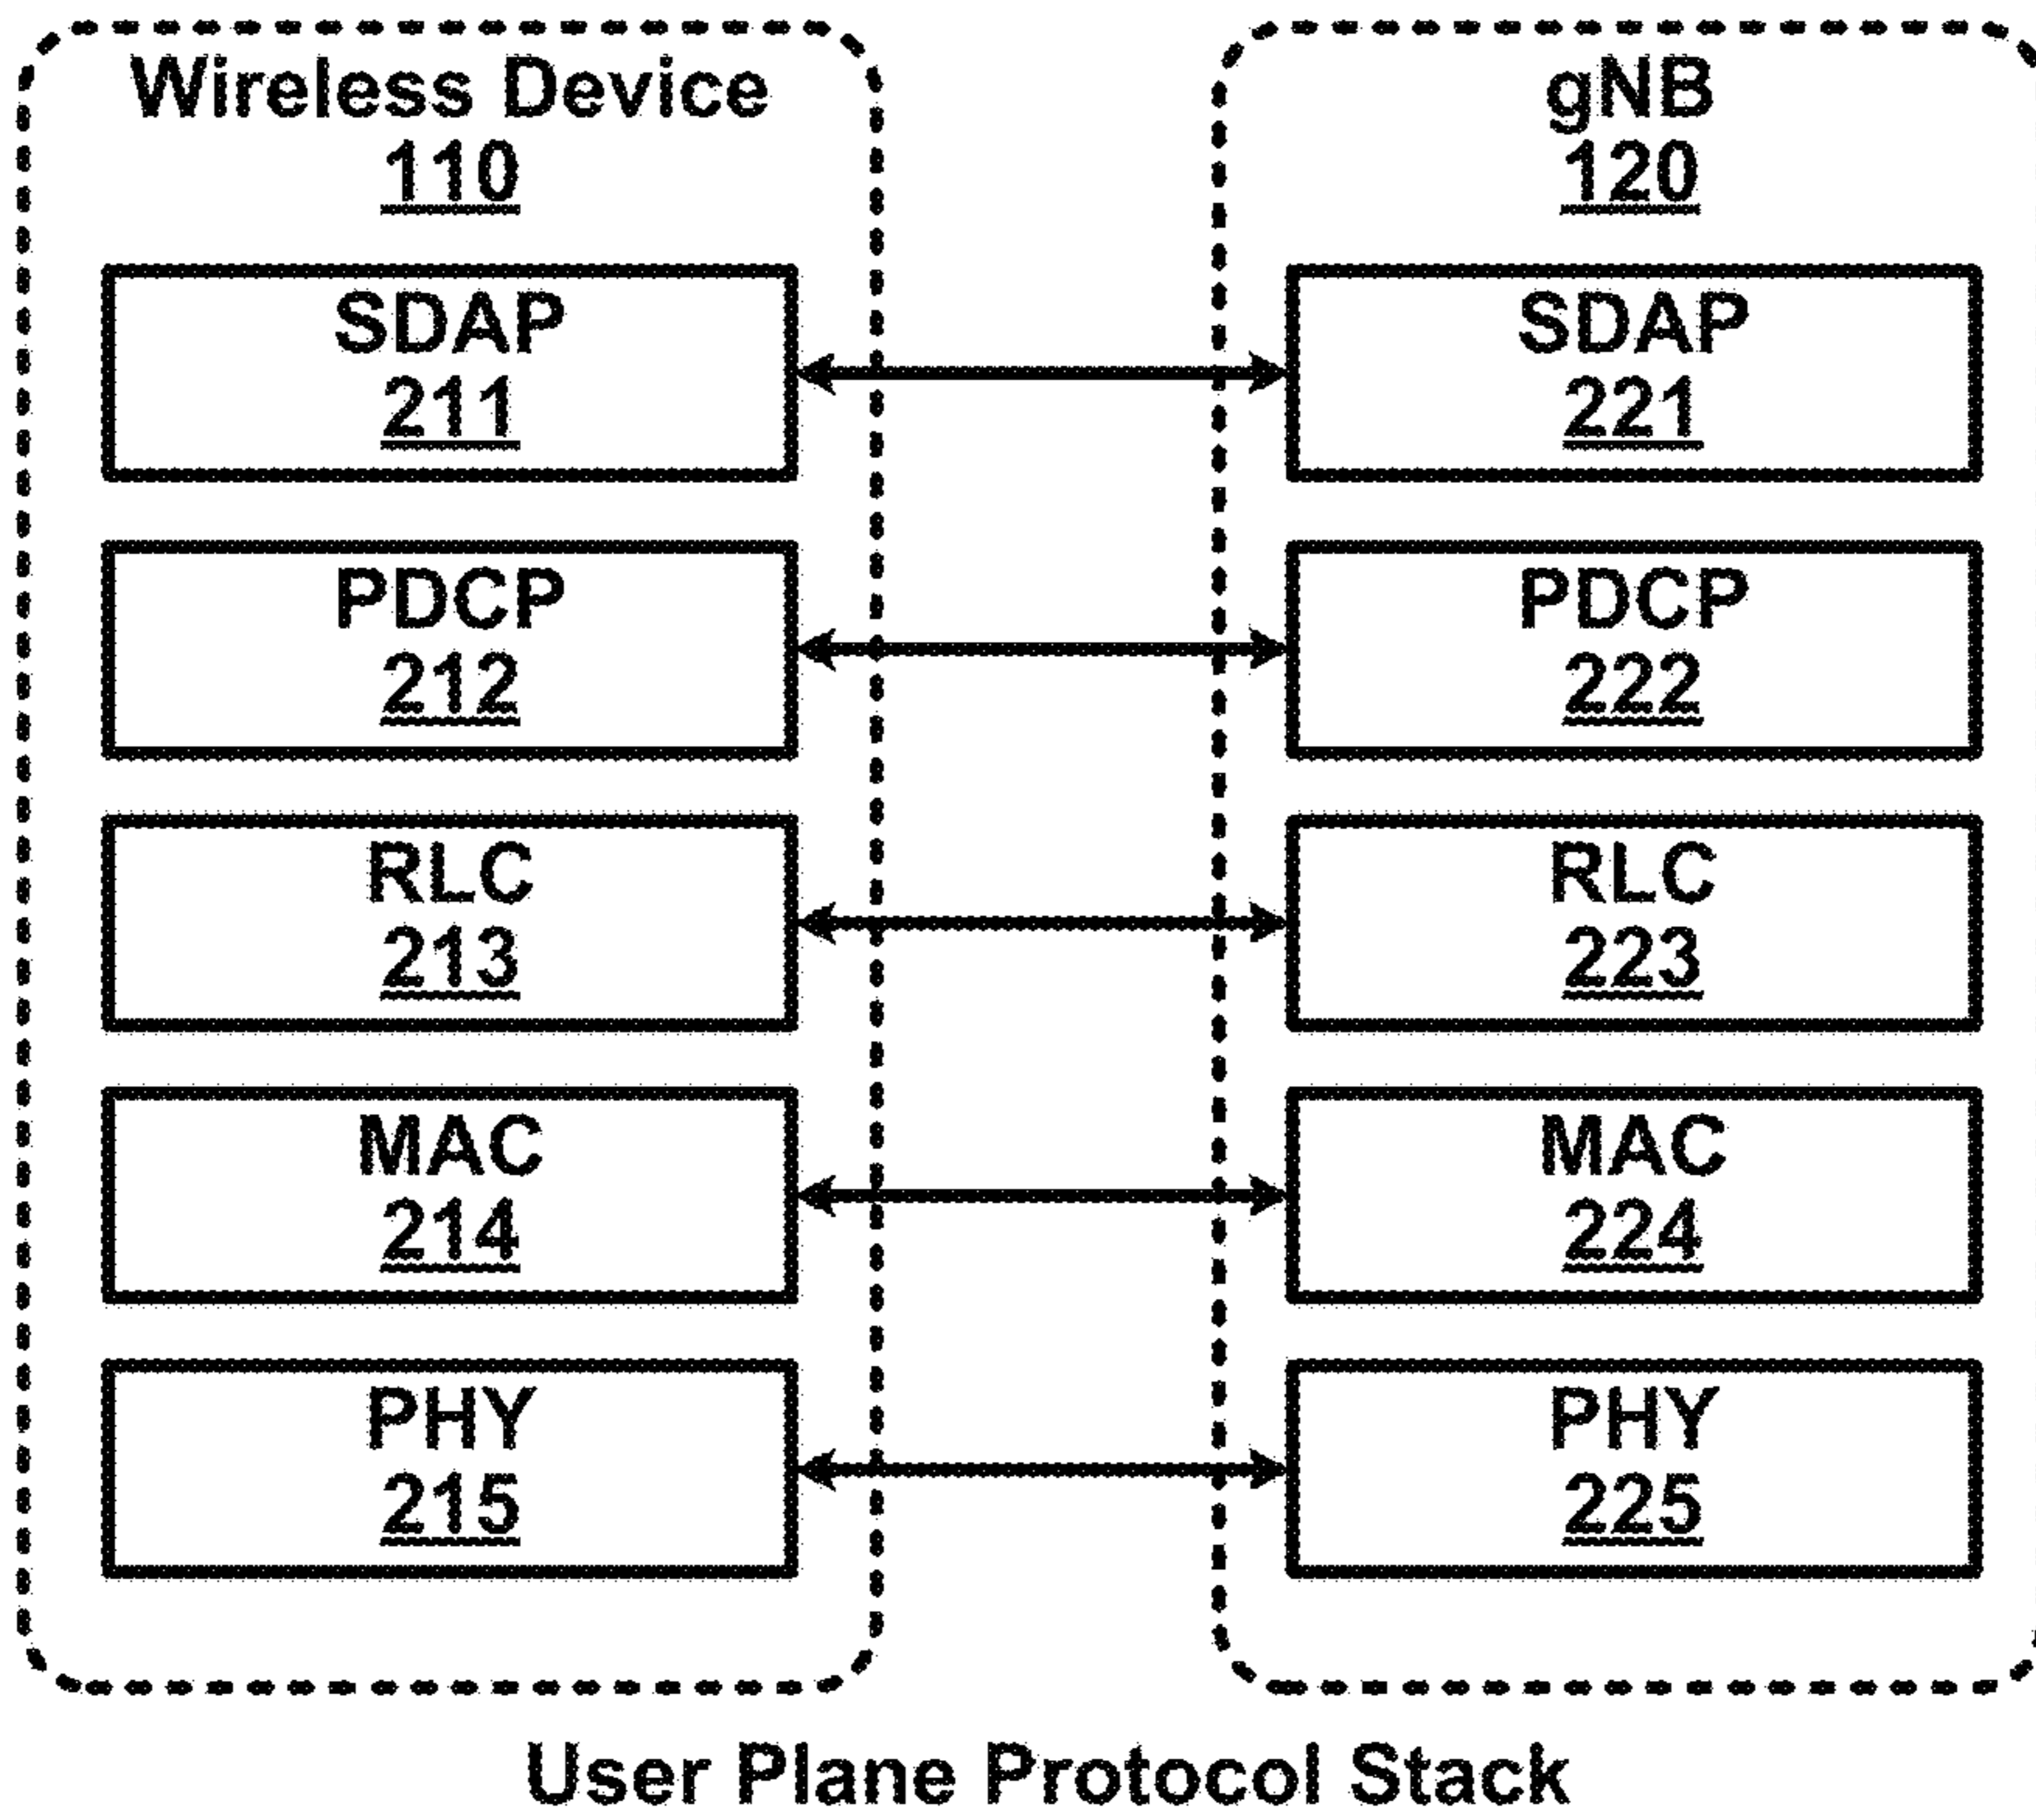 Wireless Device
110
SDAP
211
PDCP
212
RLC
213
MAC
214
PHY
215
gNB
120
SDAP
221
PDCP
222
RLC
223
MAC
224
PHY
225
User Plane Protocol Stack